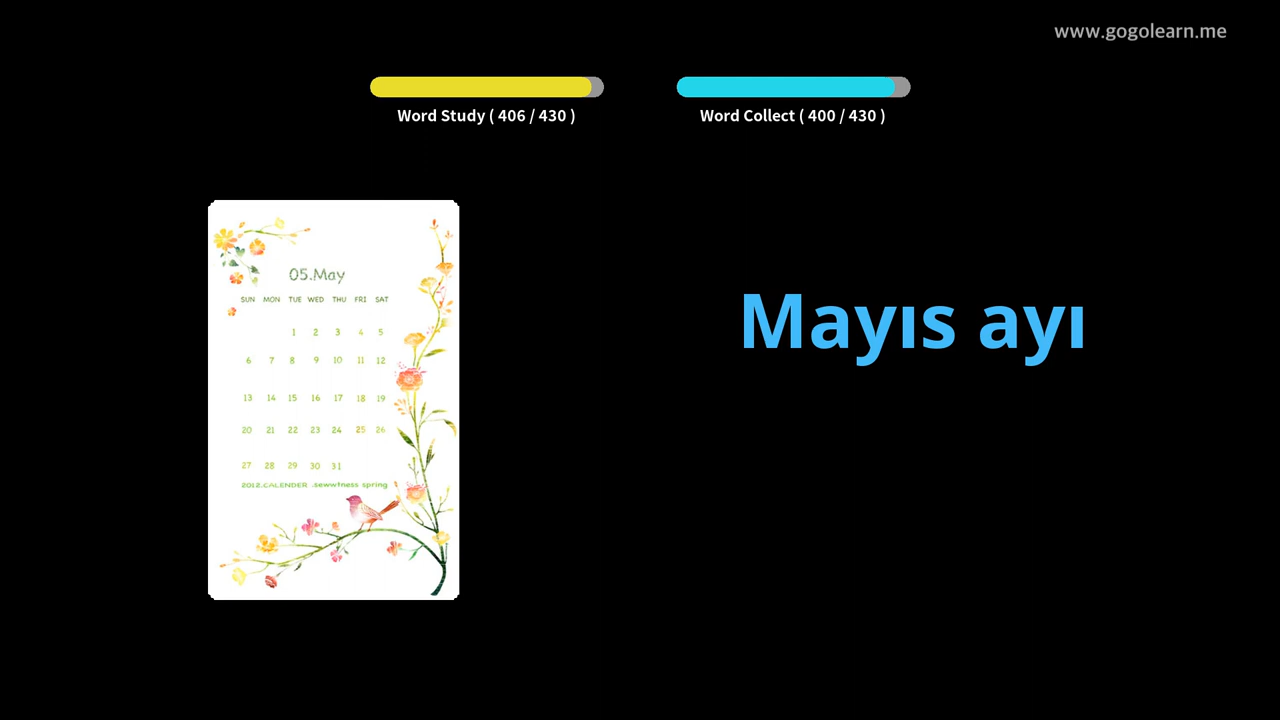 www.gogolearn.me
Word Study ( 406 / 430 )
Word Collect ( 400 / 430 )
05.May
SUN MON TUE WED THU FRI SAT
1 2 3 4 5
6 7 8 9 10 11 12
13 14 15 16 17 18 19
20 21 22 23 24 25 26
27 28 29 30 31
2012.CALENDER .sewwtness spring
Mayıs ayı